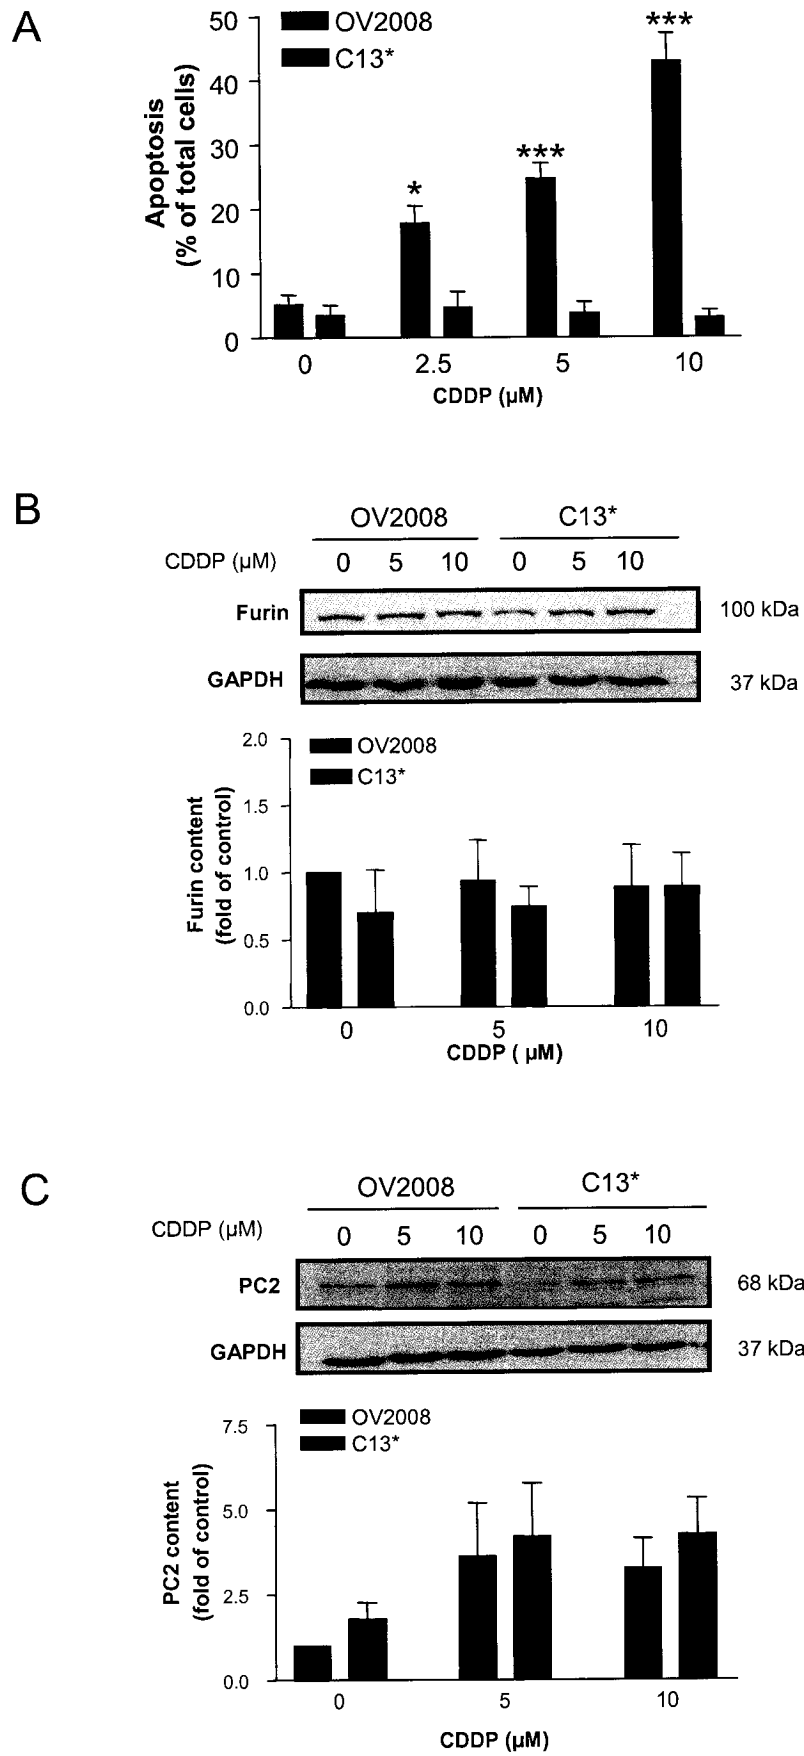 A
50
40
30
20
10
0
Apoptosis
(% of total cells)
OV2008
C13*
*
***
***
0 2.5 5 10
CDDP (µM)
B
OV2008 C13*
CDDP (µM) 0 5 10 0 5 10
Furin 100 kDa
GAPDH 37 kDa
2.0
1.5
1.0
0.5
0.0
Furin content
(fold of control)
OV2008
C13*
0 5 10
CDDP ( µM)
C
OV2008 C13*
CDDP (µM) 0 5 10 0 5 10
PC2 68 kDa
GAPDH 37 kDa
7.5
5.0
2.5
0.0
PC2 content
(fold of control)
OV2008
C13*
0 5 10
CDDP (µM)